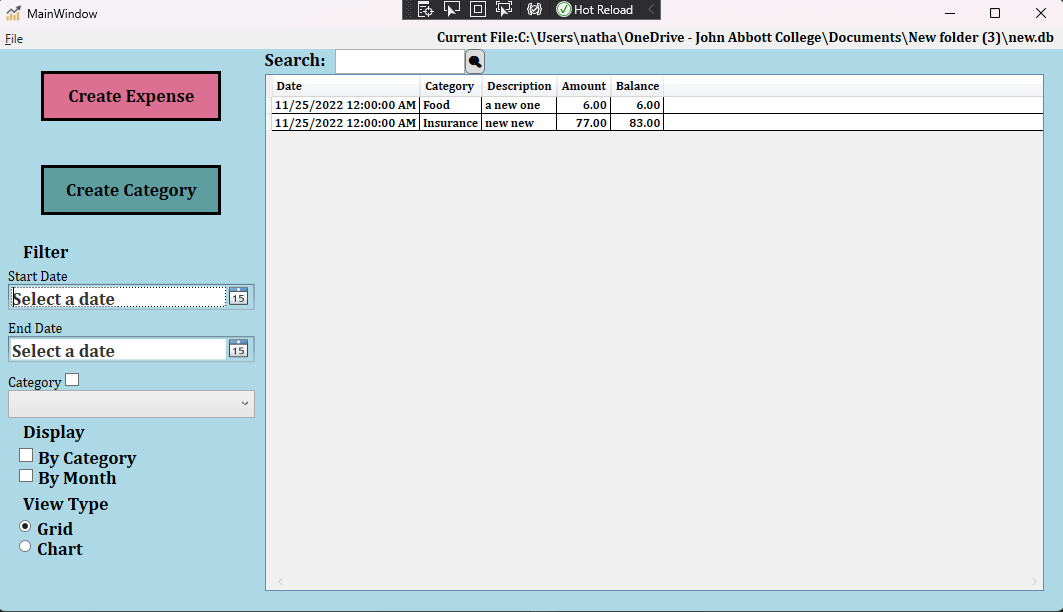 MainWindow
Hot Reload
File
Current File:C:\Users\natha\OneDrive - John Abbott College\Documents\New folder (3)\new.db
Search:
Create Expense
Create Category
Filter
Start Date
Select a date
15
End Date
Select a date
15
Category
Display
By Category
By Month
View Type
Grid
Chart
Date Category Description Amount Balance
11/25/2022 12:00:00 AM Food a new one 6.00 6.00
11/25/2022 12:00:00 AM Insurance new new 77.00 83.00